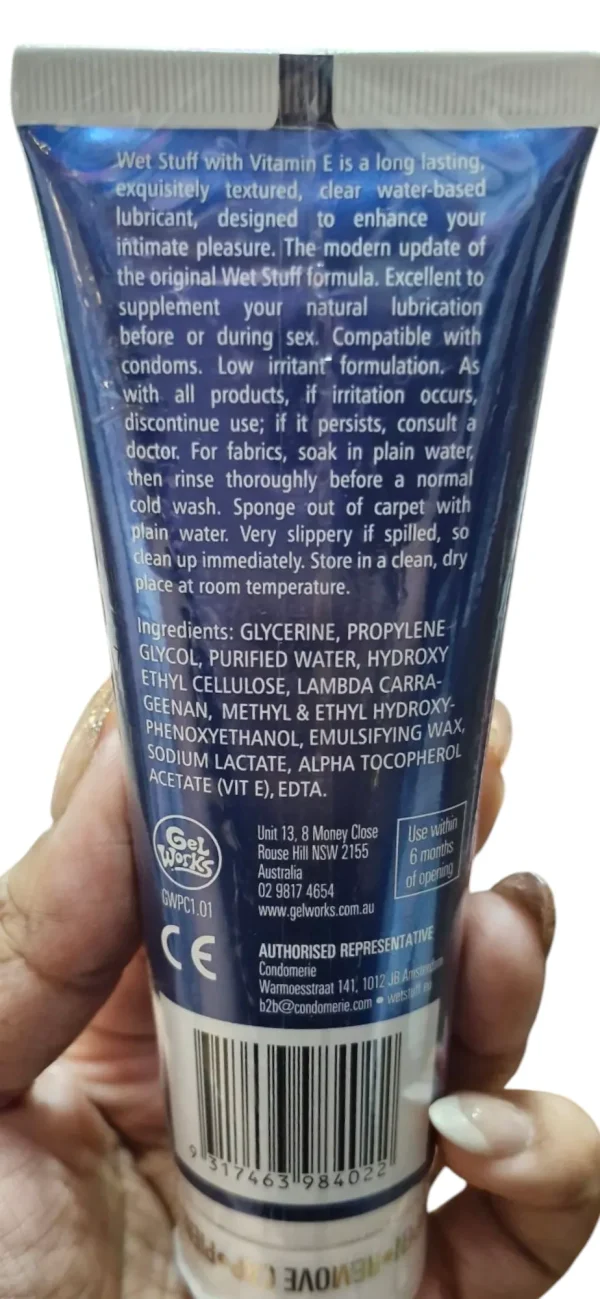 Wet Stuff with Vitamin E is a long lasting,
exquisitely textured, clear water-based
lubricant, designed to enhance your
intimate pleasure. The modern update of
the original Wet Stuff formula. Excellent to
supplement your natural lubrication
before or during sex. Compatible with
condoms. Low irritant formulation. As
with all products, if irritation occurs,
discontinue use; if it persists, consult a
doctor. For fabrics, soak in plain water,
then rinse thoroughly before a normal
cold wash. Sponge out of carpet with
plain water. Very slippery if spilled, so
clean up immediately. Store in a clean, dry
place at room temperature.
Ingredients: GLYCERINE, PROPYLENE
GLYCOL, PURIFIED WATER, HYDROXY
ETHYL CELLULOSE, LAMBDA CARRA-
GEENAN, METHYL & ETHYL HYDROXY-
PHENOXYETHANOL, EMULSIFYING WAX,
SODIUM LACTATE, ALPHA TOCOPHEROL
ACETATE (VIT E), EDTA.
Gel
Works
GWPC1.01
CE
Unit 13, 8 Money Close
Rouse Hill NSW 2155
Australia
02 9817 4654
www.gelworks.com.au
Use within
6 months
of opening
AUTHORISED REPRESENTATIVE
Condomerie
Warmoesstraat 141, 1012 JB Amsterdam
b2b@condomerie.com •
9 317463 984022
REMOVE